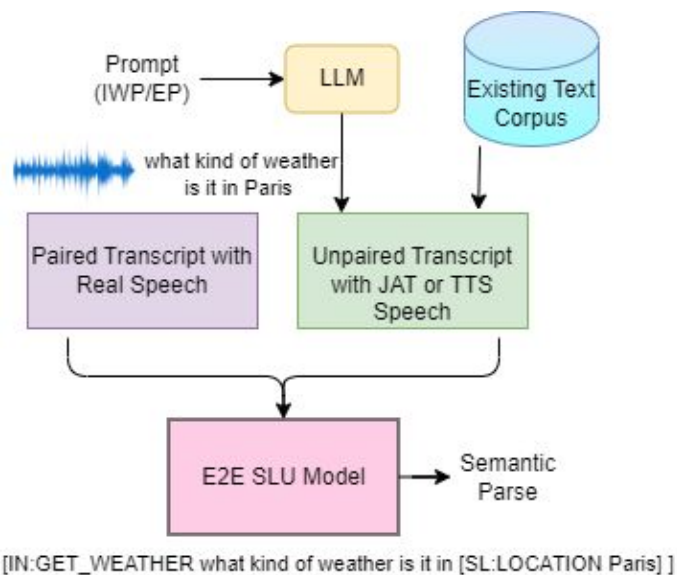 Prompt
(IWP/EP)
LLM
Existing Text
Corpus
what kind of weather
is it in Paris
Paired Transcript with
Real Speech
Unpaired Transcript
with JAT or TTS
Speech
E2E SLU Model
Semantic
Parse
[IN:GET_WEATHER what kind of weather is it in [SL:LOCATION Paris] ]